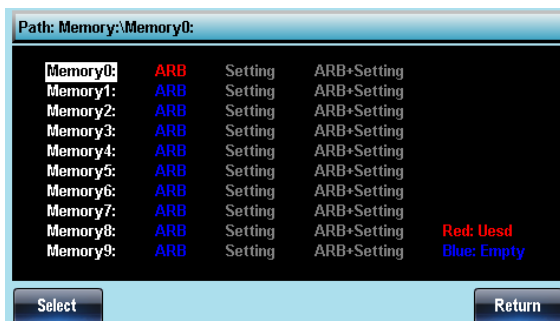 Path: Memory:\Memory0:
Memory0: ARB Setting ARB+Setting
Memory1: ARB Setting ARB+Setting
Memory2: ARB Setting ARB+Setting
Memory3: ARB Setting ARB+Setting
Memory4: ARB Setting ARB+Setting
Memory5: ARB Setting ARB+Setting
Memory6: ARB Setting ARB+Setting
Memory7: ARB Setting ARB+Setting
Memory8: ARB Setting ARB+Setting Red: Uesd
Memory9: ARB Setting ARB+Setting Blue: Empty
Select Return